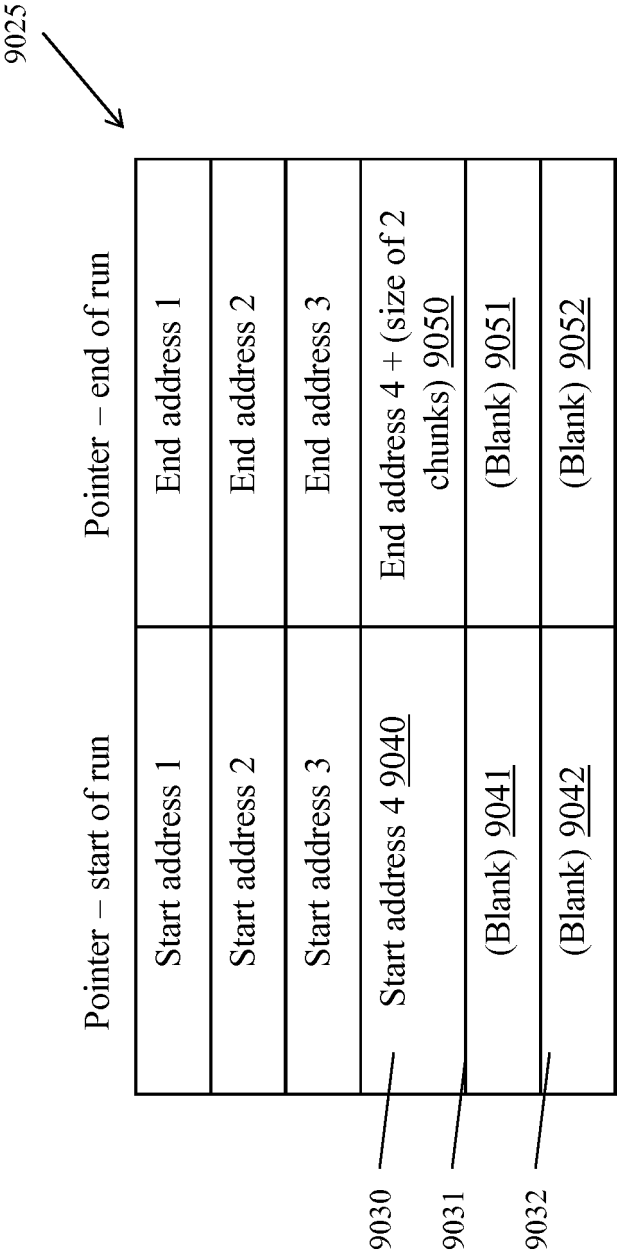 9025
Pointer – start of run
Pointer – end of run
Start address 1
End address 1
Start address 2
End address 2
Start address 3
End address 3
9030
Start address 4 9040
End address 4 + (size of 2
chunks) 9050
9031
(Blank) 9041
(Blank) 9051
9032
(Blank) 9042
(Blank) 9052